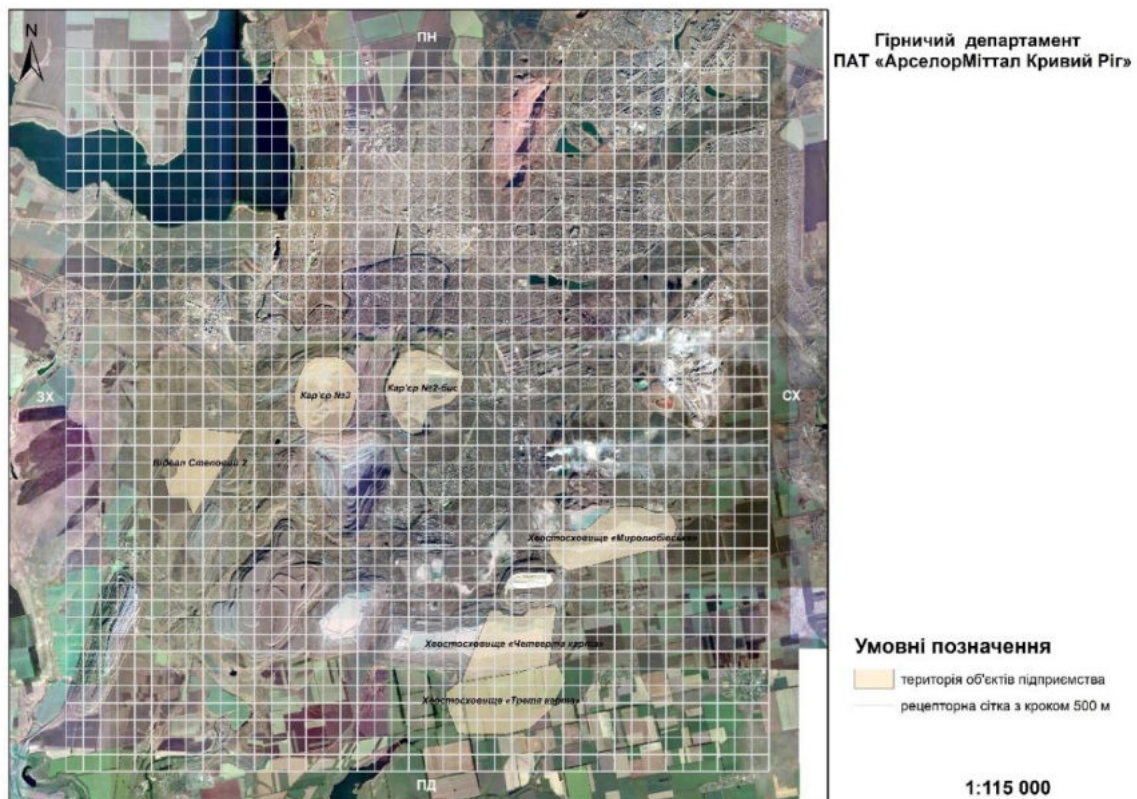 N
ПН
Гірничий департамент
ПАТ «АрселорМіттал Кривий Ріг»
ЗХ
СХ
Кар'єр №3
Кар'єр №2-бис
Відвал Степовий 2
Хвостосховище «Миролюбівське»
Хвостосховище «Четверта карта»
Хвостосховище «Третя карта»
Умовні позначення
територія об'єктів підприємства
рецепторна сітка з кроком 500 м
ПД
1:115 000